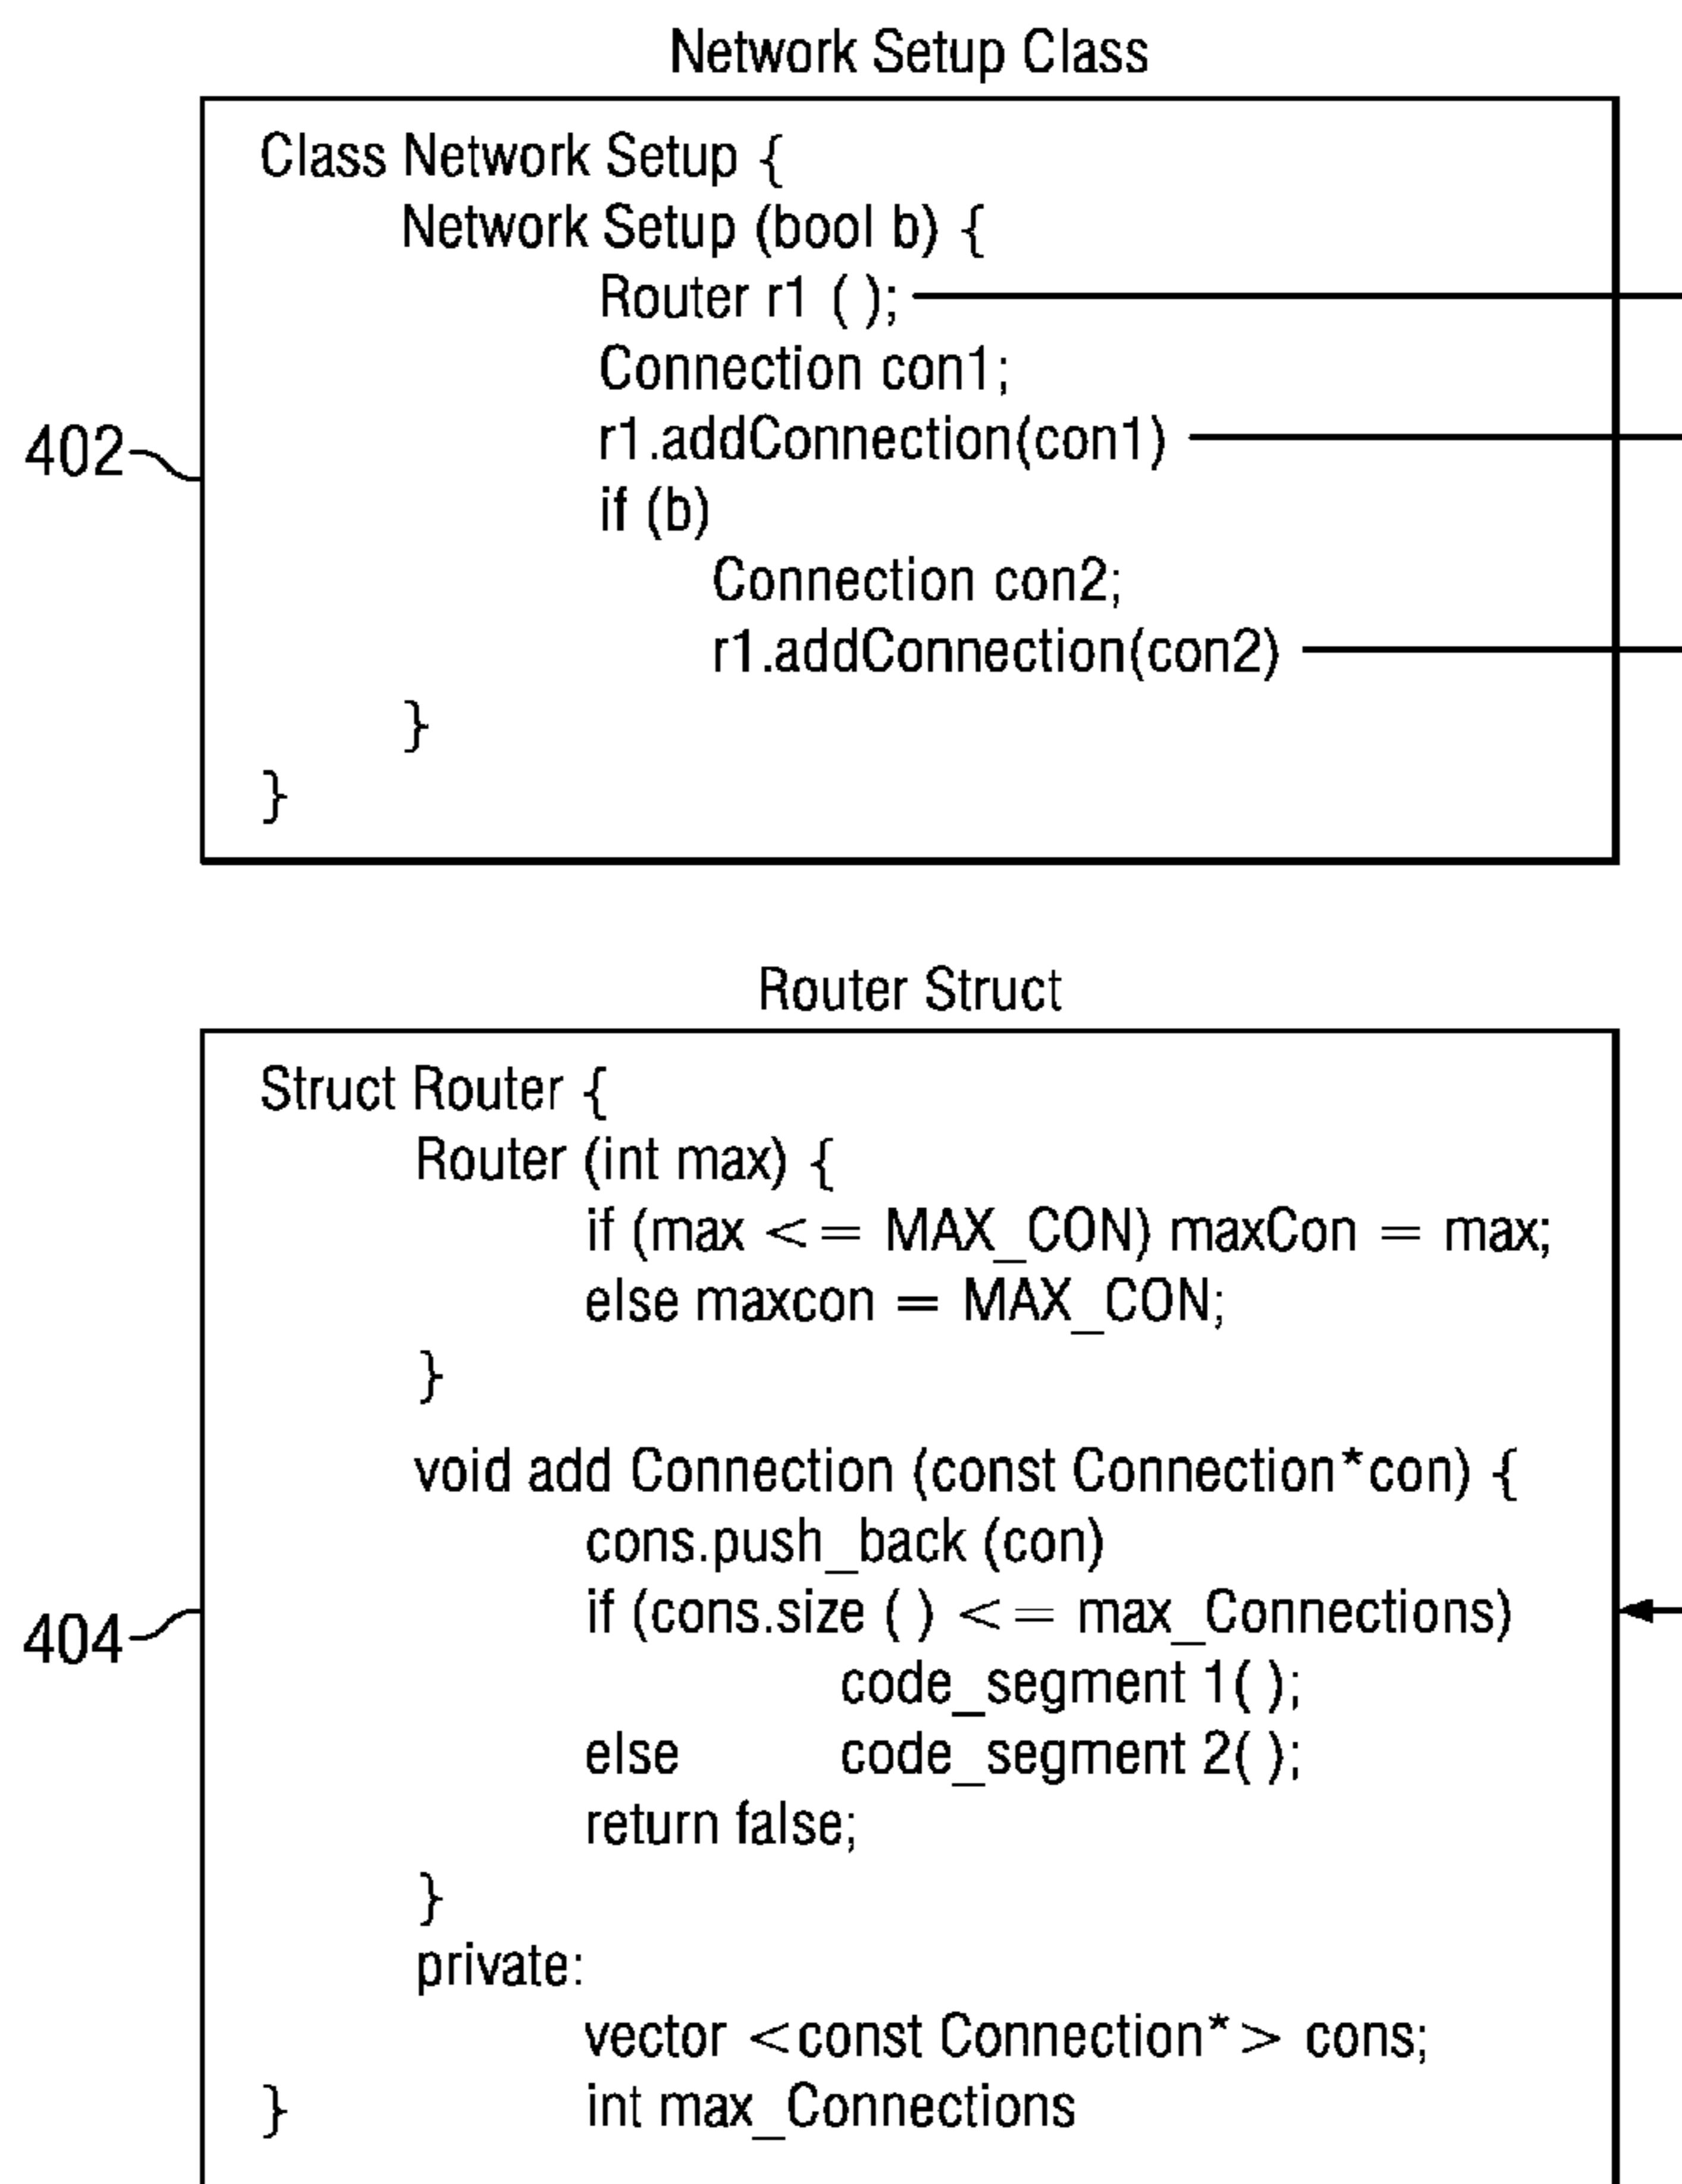 Network Setup Class
Class Network Setup {
Network Setup (bool b) {
Router r1 ( );
Connection con1;
r1.addConnection(con1)
402
if (b)
Connection con2;
r1.addConnection(con2)
}
}
Router Struct
Struct Router {
Router (int max) {
if (max <= MAX_CON) maxCon = max;
else maxcon = MAX_CON;
}
void add Connection (const Connection*con) {
cons.push_back (con)
if (cons.size ( ) <= max_Connections)
404
code_segment 1( );
else code_segment 2( );
return false;
}
private:
vector <const Connection*> cons;
} int max_Connections